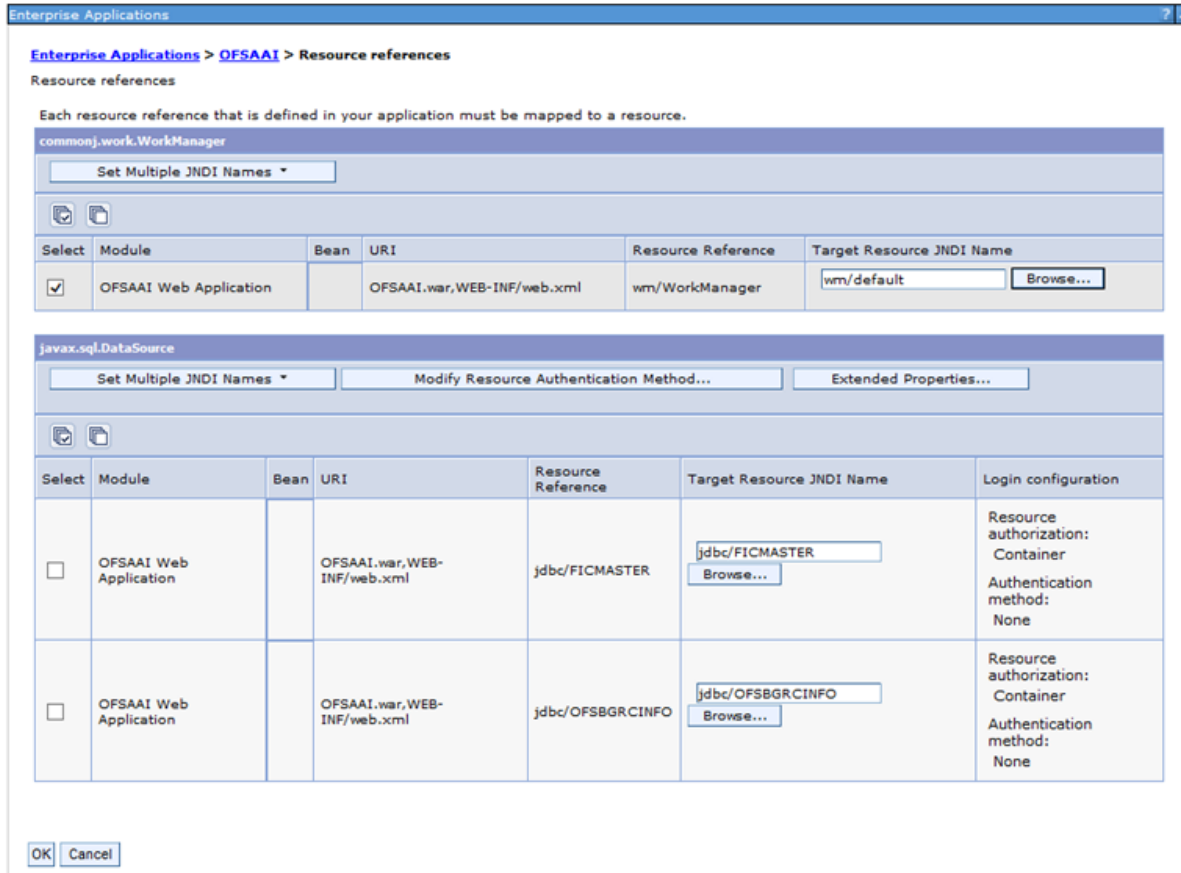 Enterprise Applications ?
Enterprise Applications > OFSAAI > Resource references
Resource references
Each resource reference that is defined in your application must be mapped to a resource.
commonj.work.WorkManager
Set Multiple JNDI Names
Select Module Bean URI Resource Reference Target Resource JNDI Name
OFSAAI Web Application OFSAAI.war,WEB-INF/web.xml wm/WorkManager wm/default Browse...
javax.sql.DataSource
Set Multiple JNDI Names Modify Resource Authentication Method... Extended Properties...
Select Module Bean URI Resource Reference Target Resource JNDI Name Login configuration
OFSAAI Web Application OFSAAI.war,WEB-INF/web.xml jdbc/FICMASTER jdbc/FICMASTER Browse... Resource authorization: Container Authentication method: None
OFSAAI Web Application OFSAAI.war,WEB-INF/web.xml jdbc/OFSBGRCINFO jdbc/OFSBGRCINFO Browse... Resource authorization: Container Authentication method: None
OK Cancel